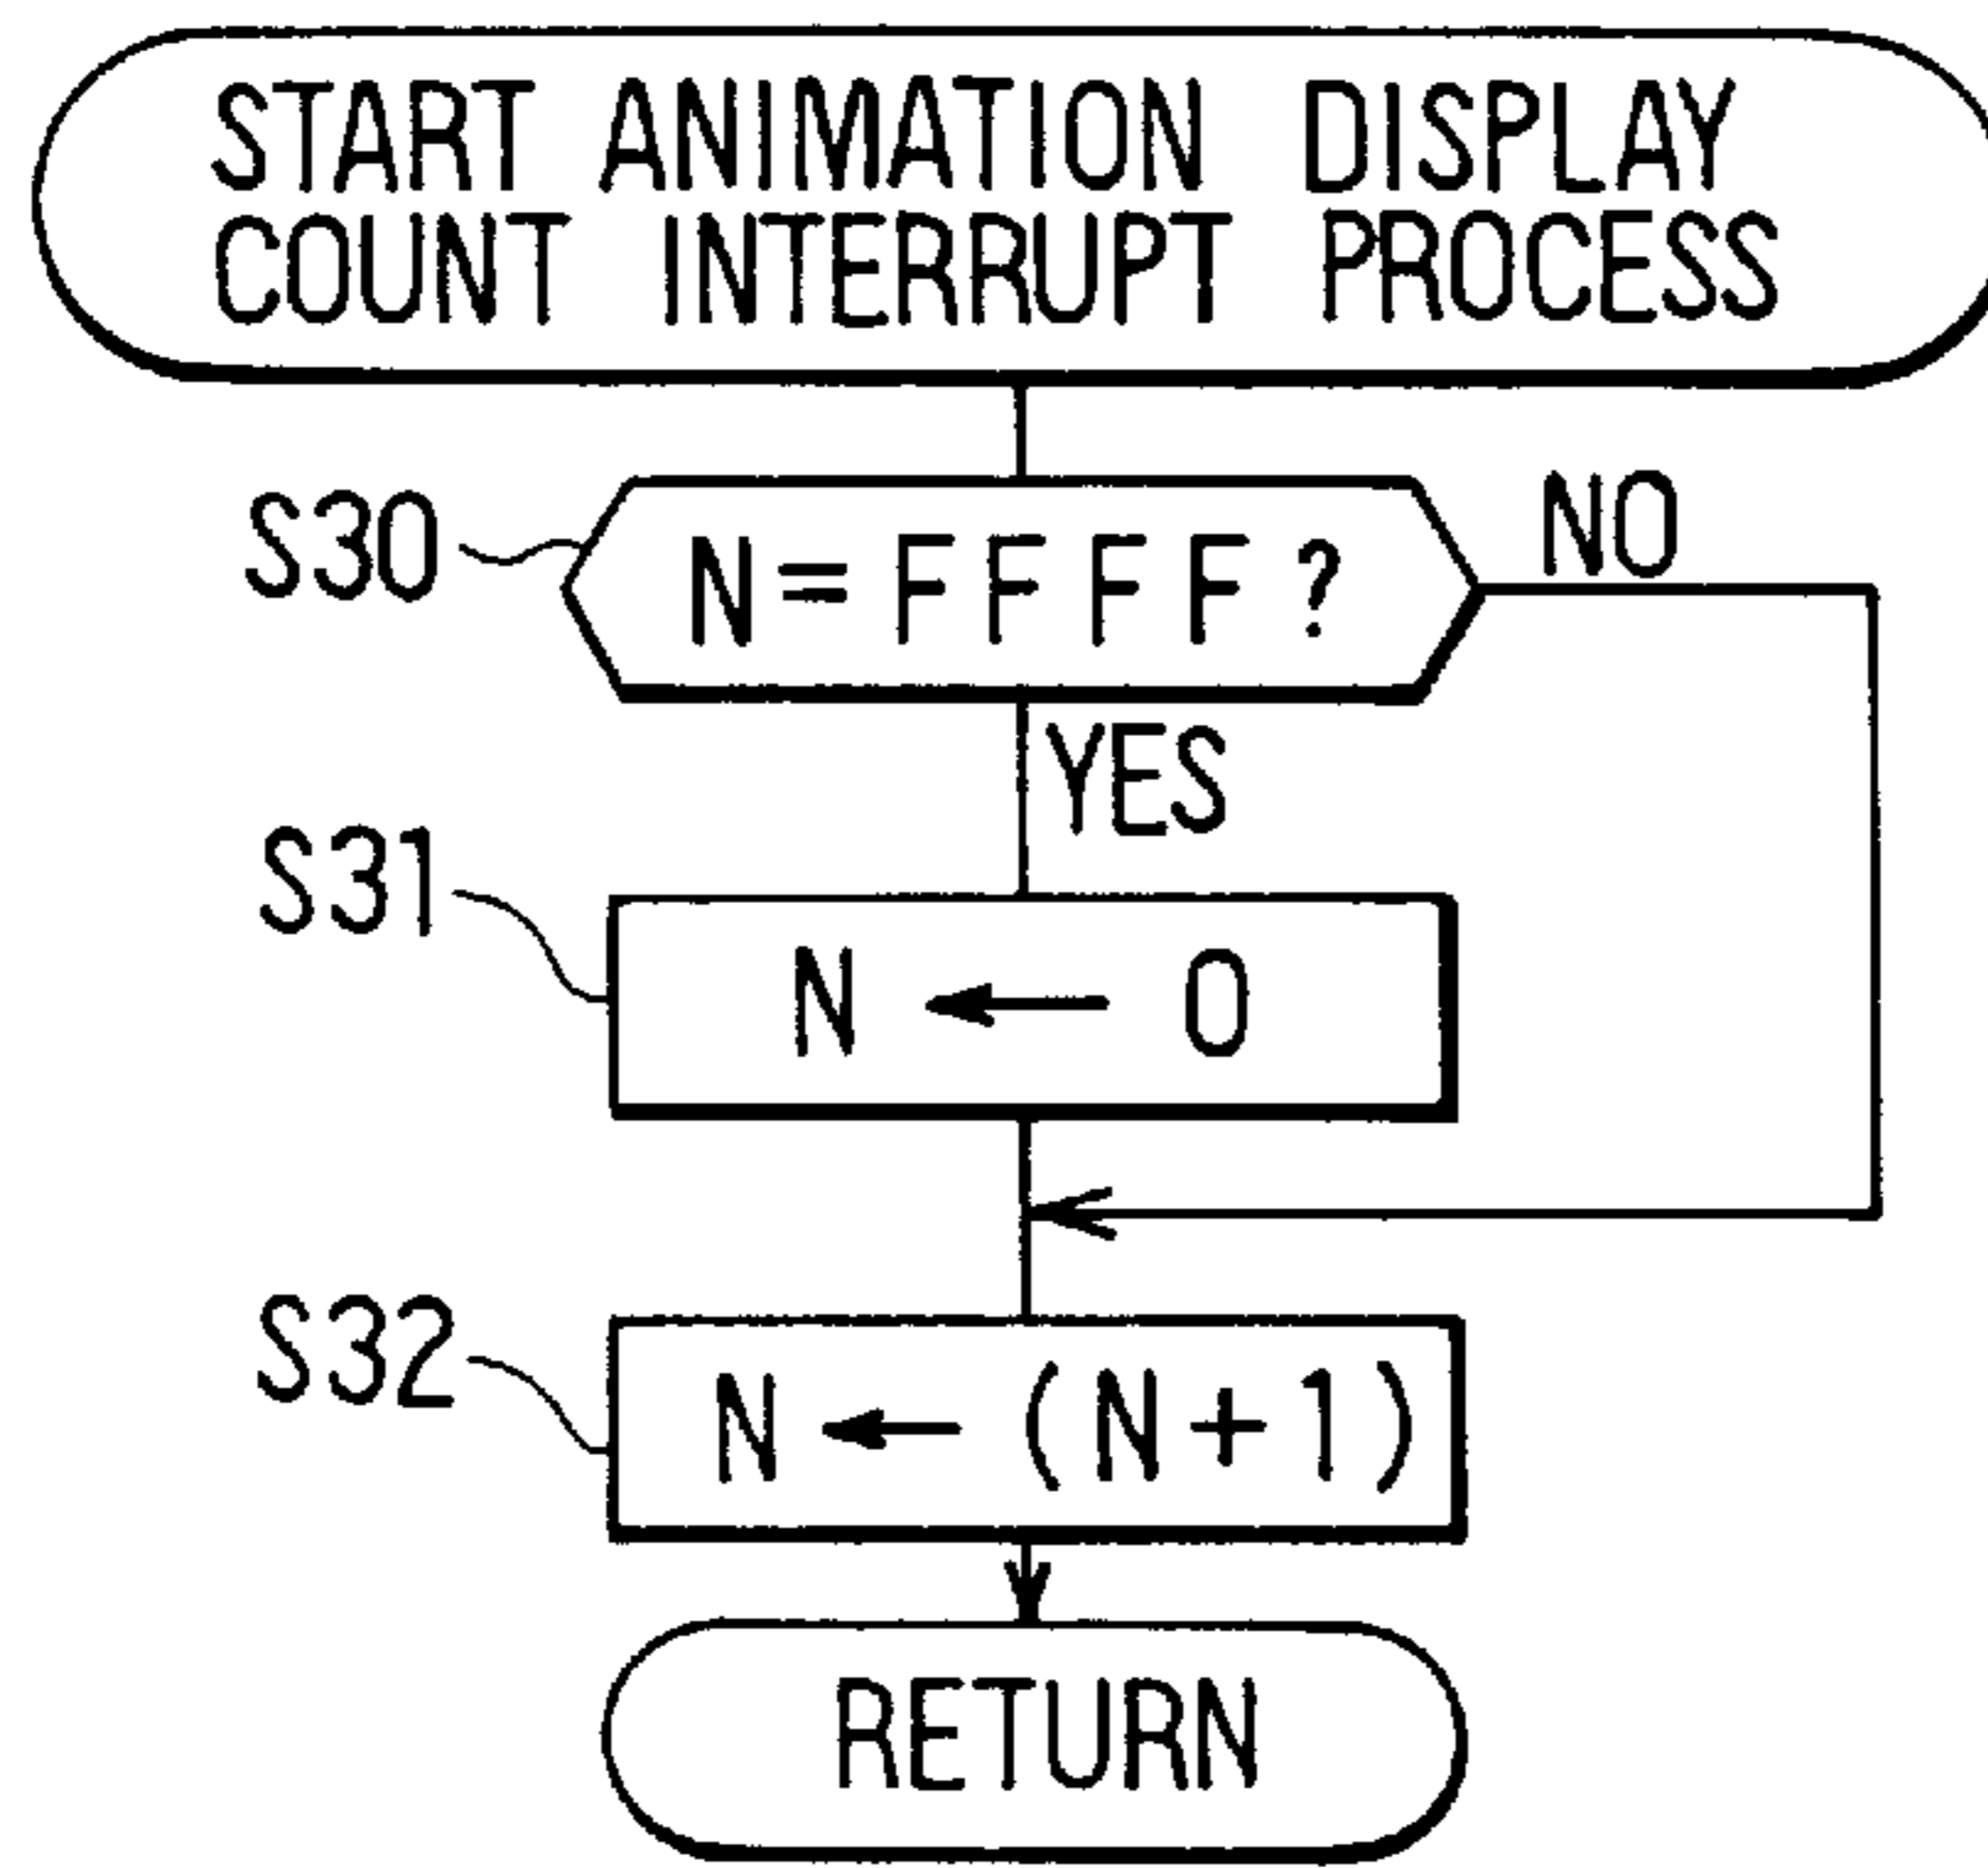 START ANIMATION DISPLAY
COUNT INTERRUPT PROCESS
S30
N=FFFF?
NO
YES
S31
N ← 0
S32
N ← (N+1)
RETURN